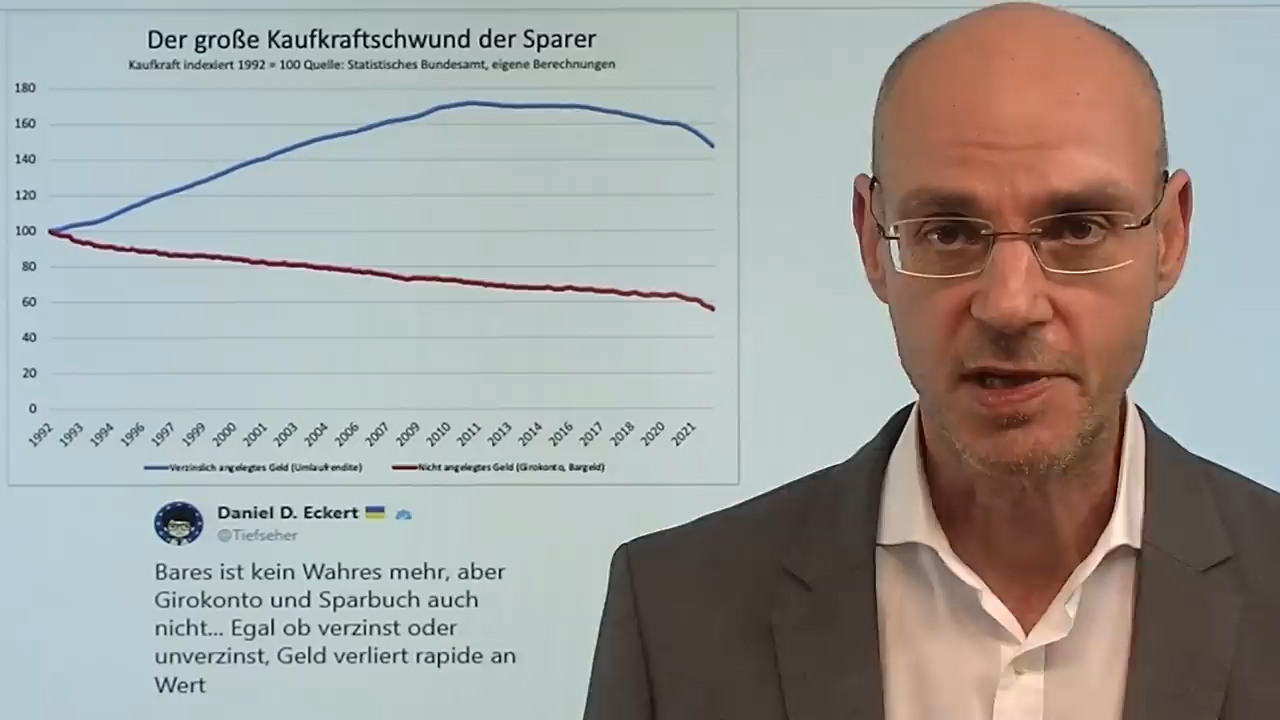 Der große Kaufkraftschwund der Sparer
Kaufkraft indexiert 1992 = 100 Quelle: Statistisches Bundesamt, eigene Berechnungen
180
160
140
120
100
80
60
40
20
0
1992 1993 1994 1996 1997 1999 2000 2001 2003 2004 2006 2007 2009 2010 2011 2013 2014 2016 2017 2018 2020 2021
Verzinslich angelegtes Geld (Umlaufrendite) Nicht angelegtes Geld (Girokonto, Bargeld)
Daniel D. Eckert
@Tiefseher
Bares ist kein Wahres mehr, aber
Girokonto und Sparbuch auch
nicht... Egal ob verzinst oder
unverzinst, Geld verliert rapide an
Wert